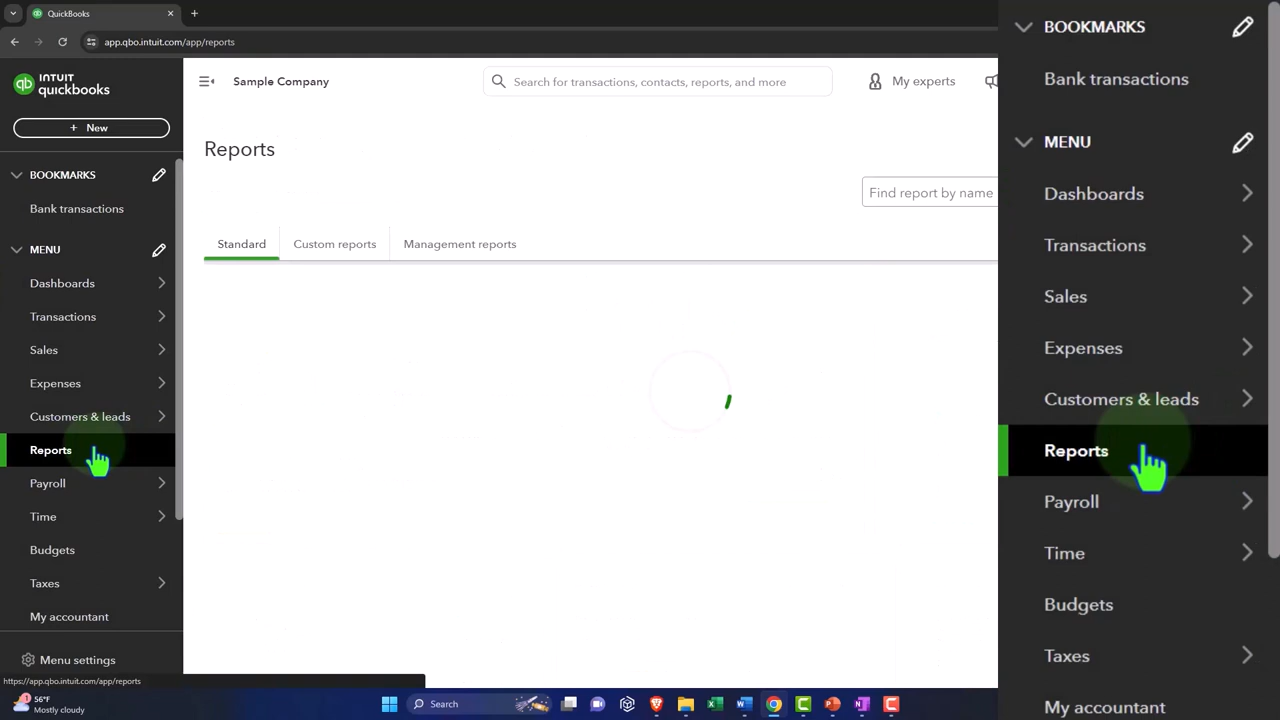 QuickBooks
app.qbo.intuit.com/app/reports
INTUIT
quickbooks
Sample Company
Search for transactions, contacts, reports, and more
My experts
+ New
Reports
Find report by name
BOOKMARKS
Bank transactions
Standard
Custom reports
Management reports
MENU
Dashboards
Transactions
Sales
Expenses
Customers & leads
Reports
Payroll
Time
Budgets
Taxes
My accountant
Menu settings
https://app.qbo.intuit.com/app/reports
BOOKMARKS
Bank transactions
MENU
Dashboards
Transactions
Sales
Expenses
Customers & leads
Reports
Payroll
Time
Budgets
Taxes
My accountant
1
56°F
Mostly cloudy
Search